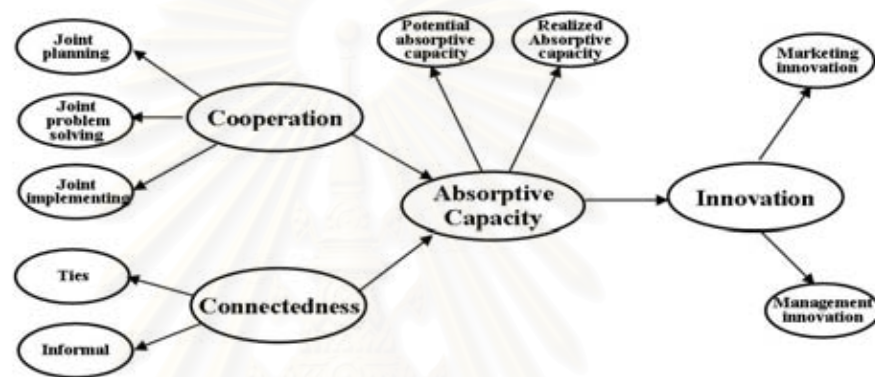 Joint
planning
Joint
problem
solving
Joint
implementing
Cooperation
Ties
Informal
Connectedness
Potential
absorptive
capacity
Realized
Absorptive
capacity
Absorptive
Capacity
Innovation
Marketing
innovation
Management
innovation